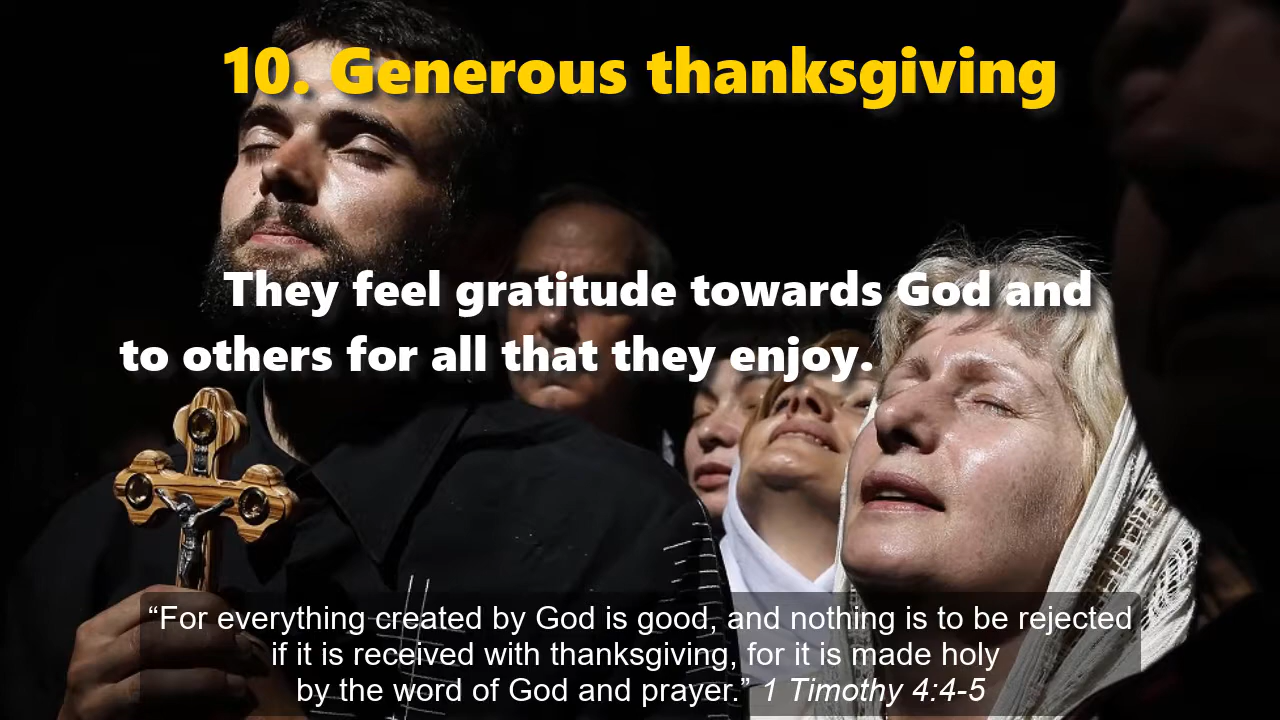 10. Generous thanksgiving
They feel gratitude towards God and
to others for all that they enjoy.
“For everything created by God is good, and nothing is to be rejected
if it is received with thanksgiving, for it is made holy
by the word of God and prayer.” 1 Timothy 4:4-5